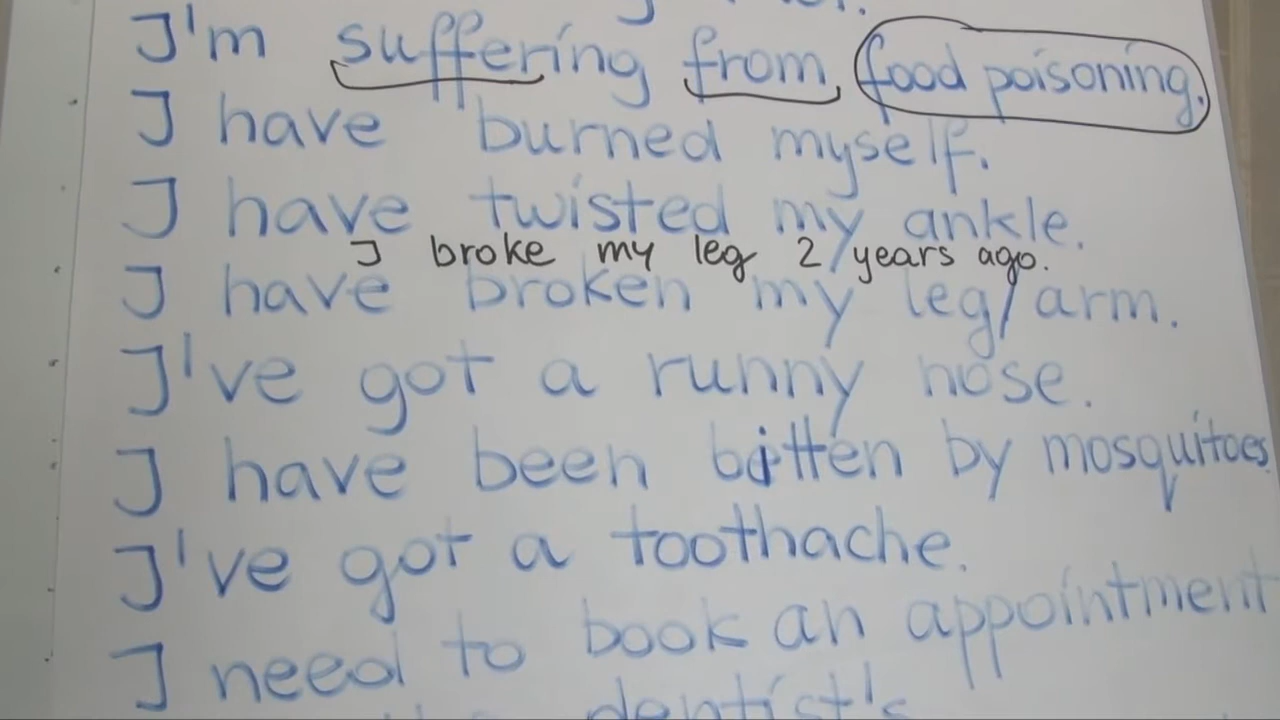 I'm suffering from food poisoning.
I have burned myself.
I have twisted my ankle.
I broke my leg 2 years ago.
I have broken my leg/arm.
I've got a runny nose.
I have been bitten by mosquitoes
I've got a toothache.
I need to book an appointment
dentist's